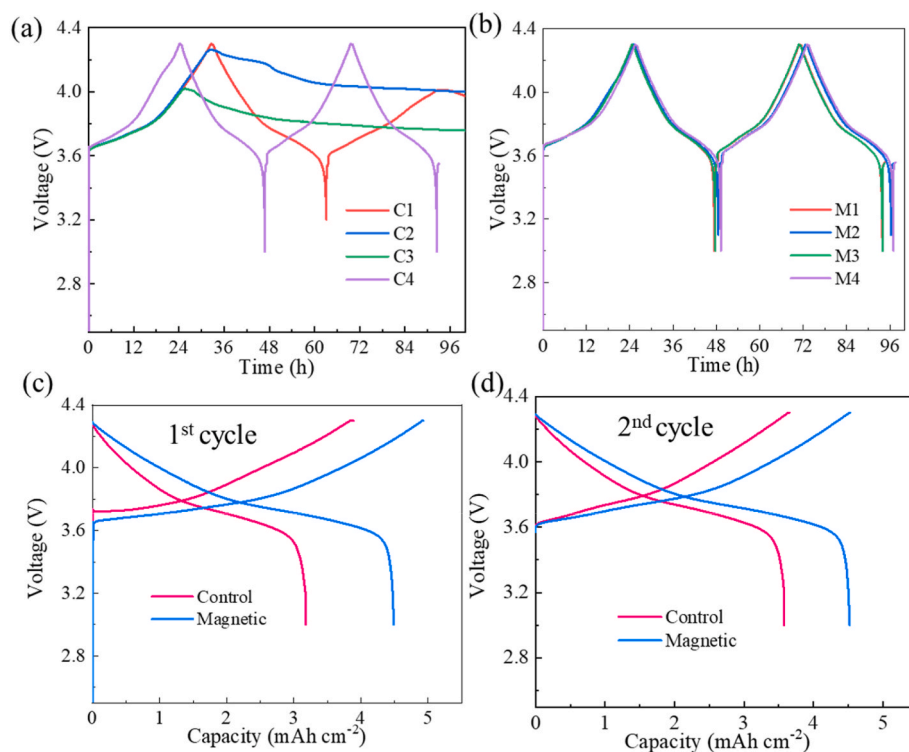 (a)
4.4
4.0
3.6
3.2
2.8
Voltage (V)
C1
C2
C3
C4
0 12 24 36 48 60 72 84 96
Time (h)
(b)
4.4
4.0
3.6
3.2
2.8
Voltage (V)
M1
M2
M3
M4
0 12 24 36 48 60 72 84 96
Time (h)
(c)
4.4
4.0
3.6
3.2
2.8
Voltage (V)
1st cycle
Control
Magnetic
0 1 2 3 4 5
Capacity (mAh cm-2)
(d)
4.4
4.0
3.6
3.2
2.8
Voltage (V)
2nd cycle
Control
Magnetic
0 1 2 3 4 5
Capacity (mAh cm-2)